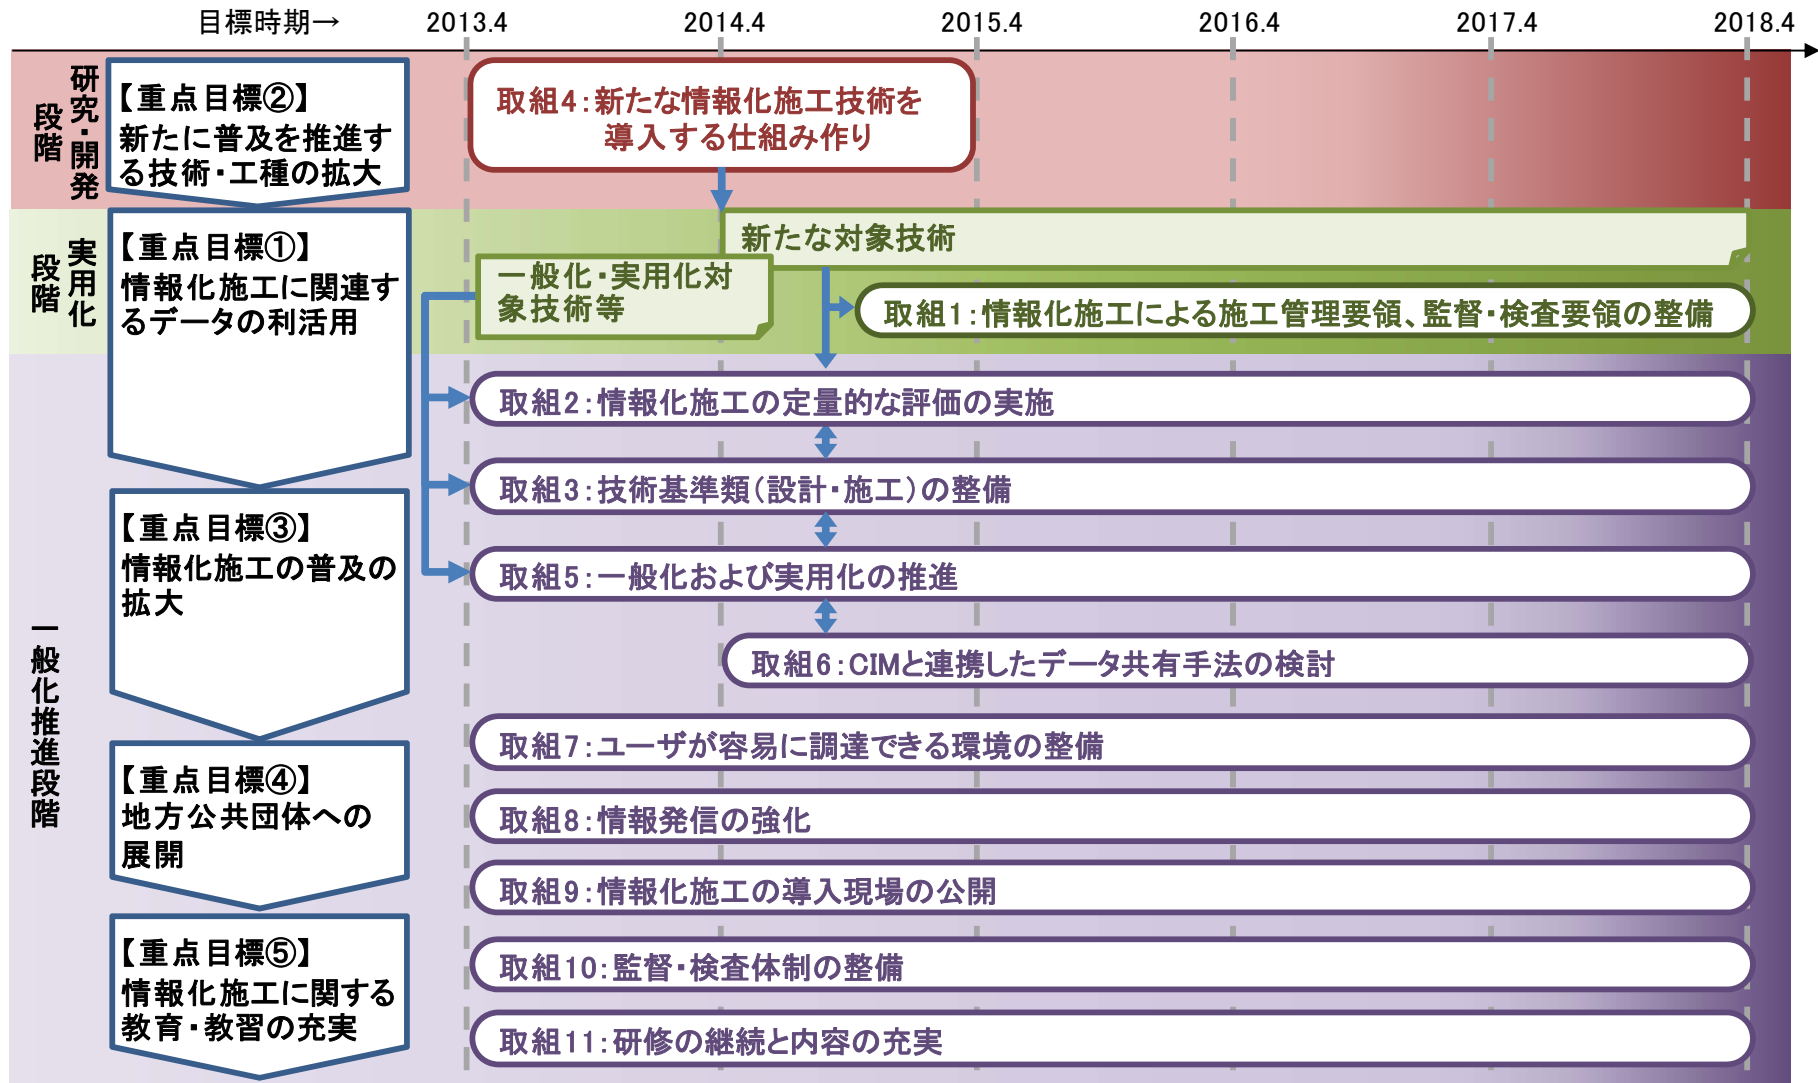 目標時期→
2013.4
2014.4
2015.4
2016.4
2017.4
2018.4
研究・開発
段階
【重点目標②】
新たに普及を推進す
る技術・工種の拡大
取組4：新たな情報化施工技術を
導入する仕組み作り
実用化
段階
【重点目標①】
情報化施工に関連す
るデータの利活用
新たな対象技術
一般化・実用化対
象技術等
取組1：情報化施工による施工管理要領、監督・検査要領の整備
一般化推進段階
取組2：情報化施工の定量的な評価の実施
取組3：技術基準類（設計・施工）の整備
【重点目標③】
情報化施工の普及の
拡大
取組5：一般化および実用化の推進
取組6：CIMと連携したデータ共有手法の検討
取組7：ユーザが容易に調達できる環境の整備
【重点目標④】
地方公共団体への
展開
取組8：情報発信の強化
取組9：情報化施工の導入現場の公開
【重点目標⑤】
情報化施工に関する
教育・教習の充実
取組10：監督・検査体制の整備
取組11：研修の継続と内容の充実